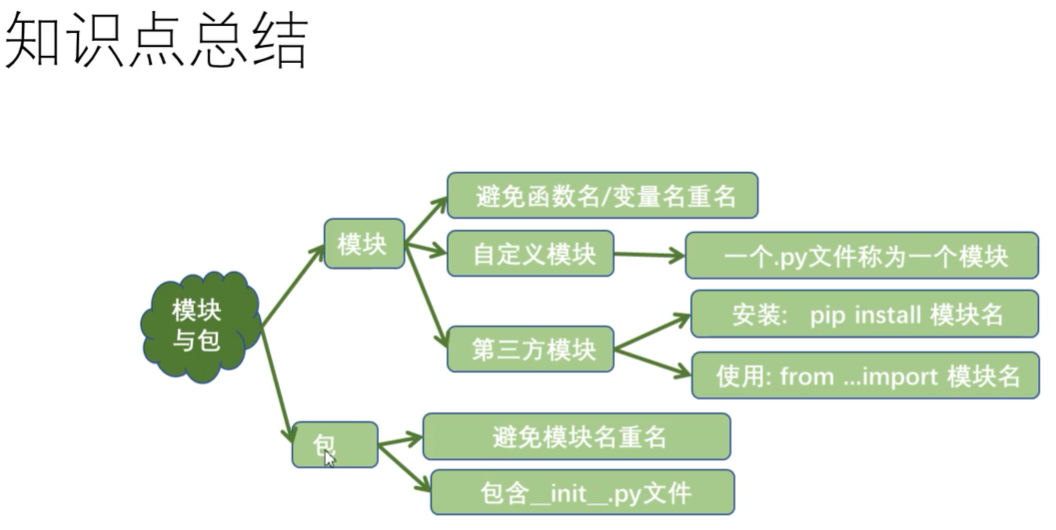 知识点总结
模块
与包
模块
避免函数名/变量名重名
自定义模块
一个.py文件称为一个模块
第三方模块
安装: pip install 模块名
使用: from ...import 模块名
包
避免模块名重名
包含__init__.py文件